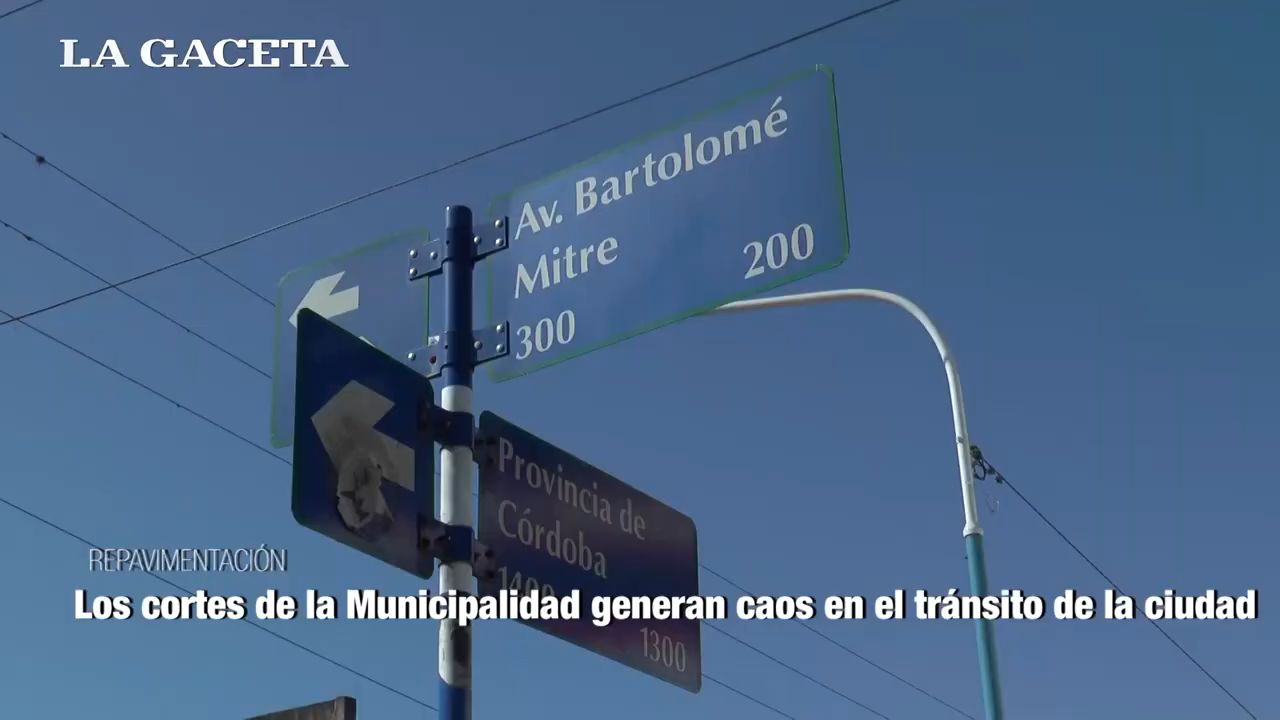 LA GACETA
Av. Bartolomé
Mitre
200
300
Provincia de
Córdoba
1400
1300
REPAVIMENTACIÓN
Los cortes de la Municipalidad generan caos en el tránsito de la ciudad